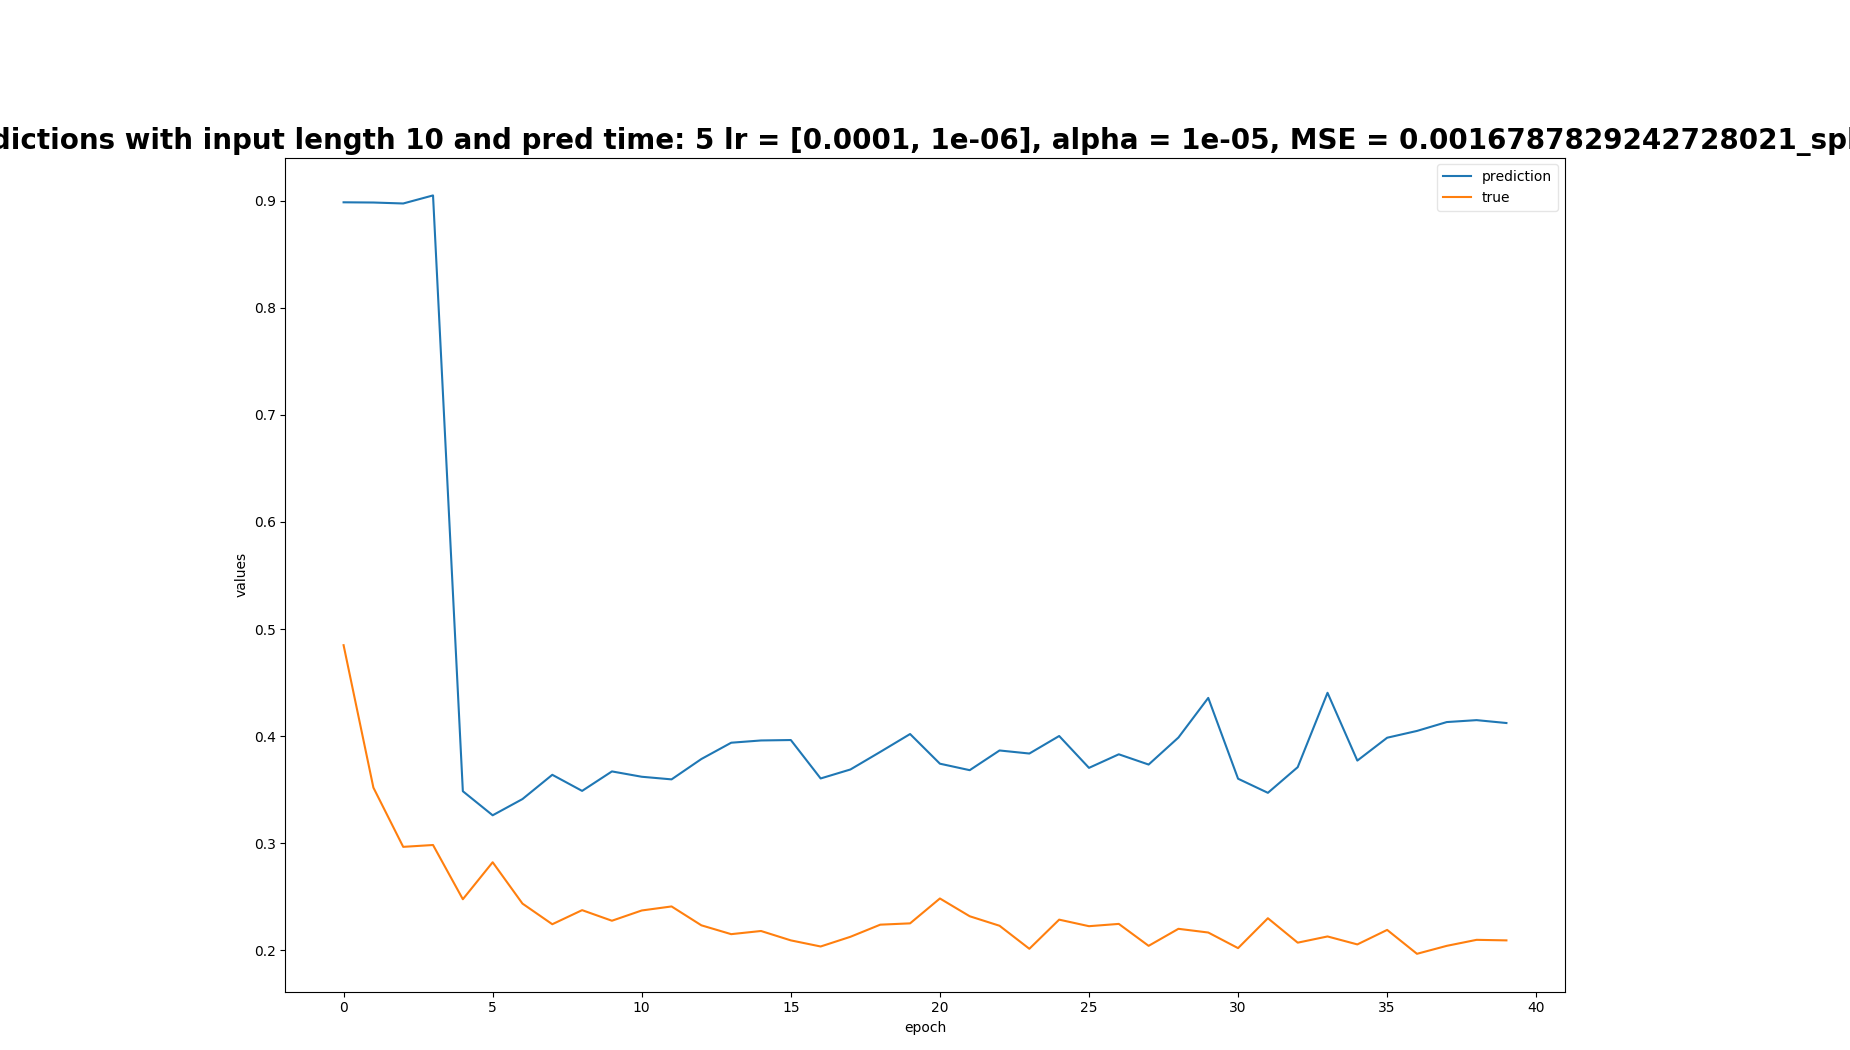 dictions with input length 10 and pred time: 5 lr = [0.0001, 1e-06], alpha = 1e-05, MSE = 0.0016787829242728021_spl
prediction
true
0.9
0.8
0.7
0.6
0.5
0.4
0.3
0.2
values
0 5 10 15 20 25 30 35 40
epoch